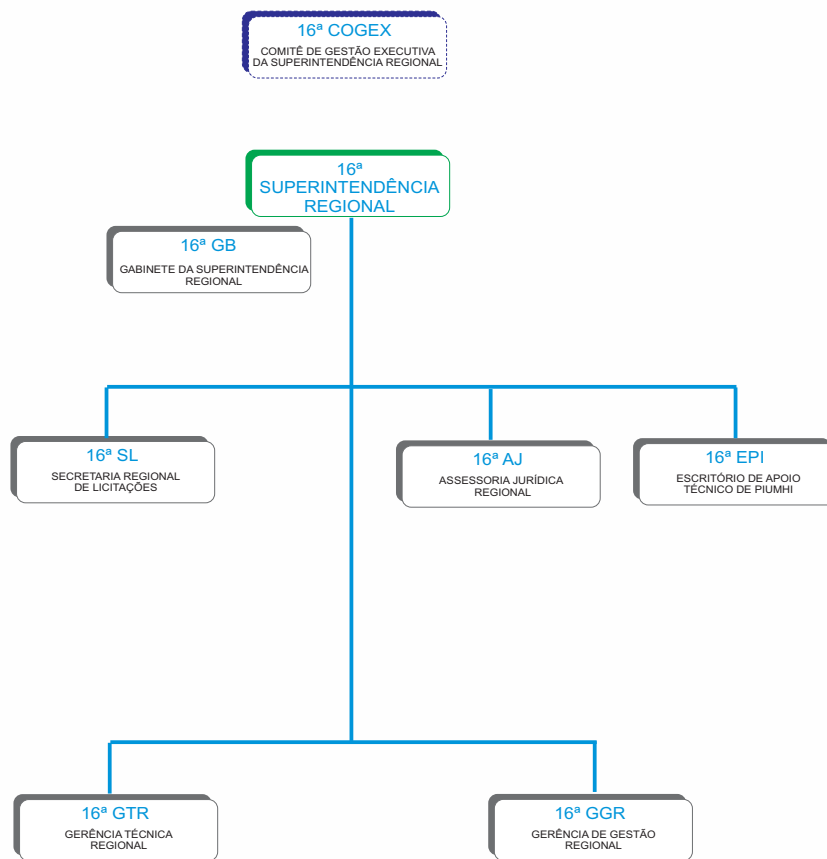 16ª COGEX
COMITÊ DE GESTÃO EXECUTIVA
DA SUPERINTENDÊNCIA REGIONAL
16ª
SUPERINTENDÊNCIA
REGIONAL
16ª GB
GABINETE DA SUPERINTENDÊNCIA
REGIONAL
16ª SL
SECRETARIA REGIONAL
DE LICITAÇÕES
16ª AJ
ASSESSORIA JURÍDICA
REGIONAL
16ª EPI
ESCRITÓRIO DE APOIO
TÉCNICO DE PIUMHI
16ª GTR
GERÊNCIA TÉCNICA
REGIONAL
16ª GGR
GERÊNCIA DE GESTÃO
REGIONAL